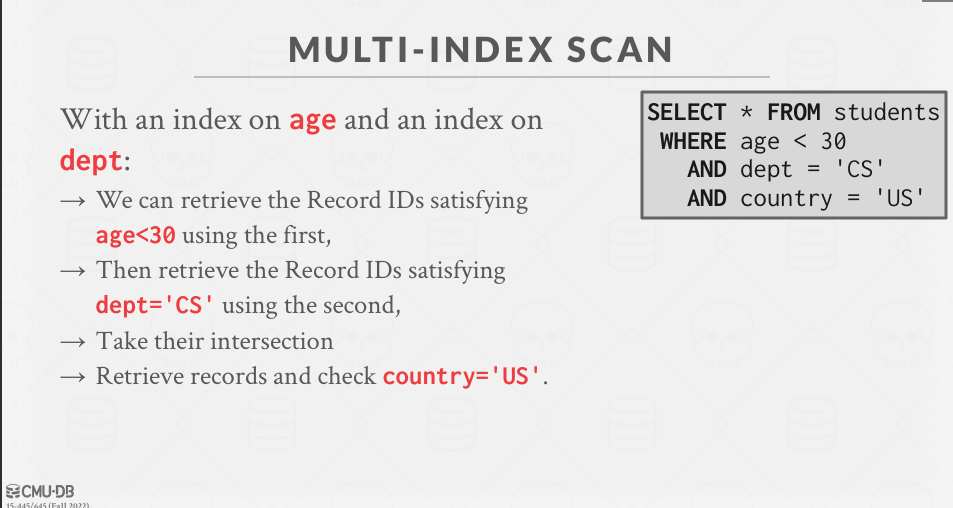 MULTI-INDEX SCAN
With an index on age and an index on
dept:
→ We can retrieve the Record IDs satisfying
age<30 using the first,
→ Then retrieve the Record IDs satisfying
dept='CS' using the second,
→ Take their intersection
→ Retrieve records and check country='US'.
SELECT * FROM students
WHERE age < 30
AND dept = 'CS'
AND country = 'US'
CMU·DB
15-445/645 (Fall 2022)